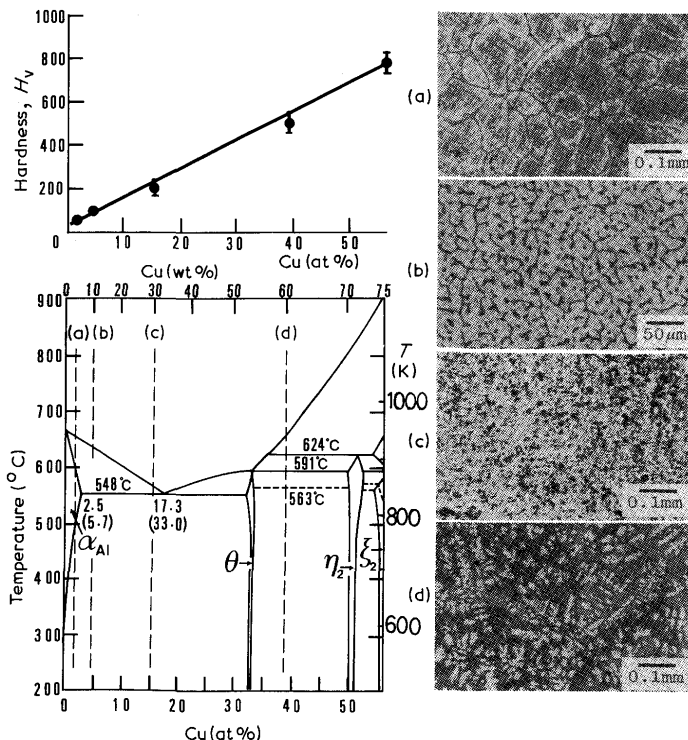 1000
800
600
400
200
Hardness, Hv
0 10 20 30 40 50
Cu (at %)
Cu (wt %)
0 10 20 30 40 50 60 70 75
900
800
700
600
500
400
300
200
Temperature (°C)
(a) (b) (c) (d)
T
(K)
1000
800
600
624°C
591°C
548°C
563°C
2.5
(5.7)
17.3
(33.0)
αAl
θ
η2
ξ2
0 10 20 30 40 50
Cu (at %)
(a)
0.1mm
(b)
50μm
(c)
0.1mm
(d)
0.1mm